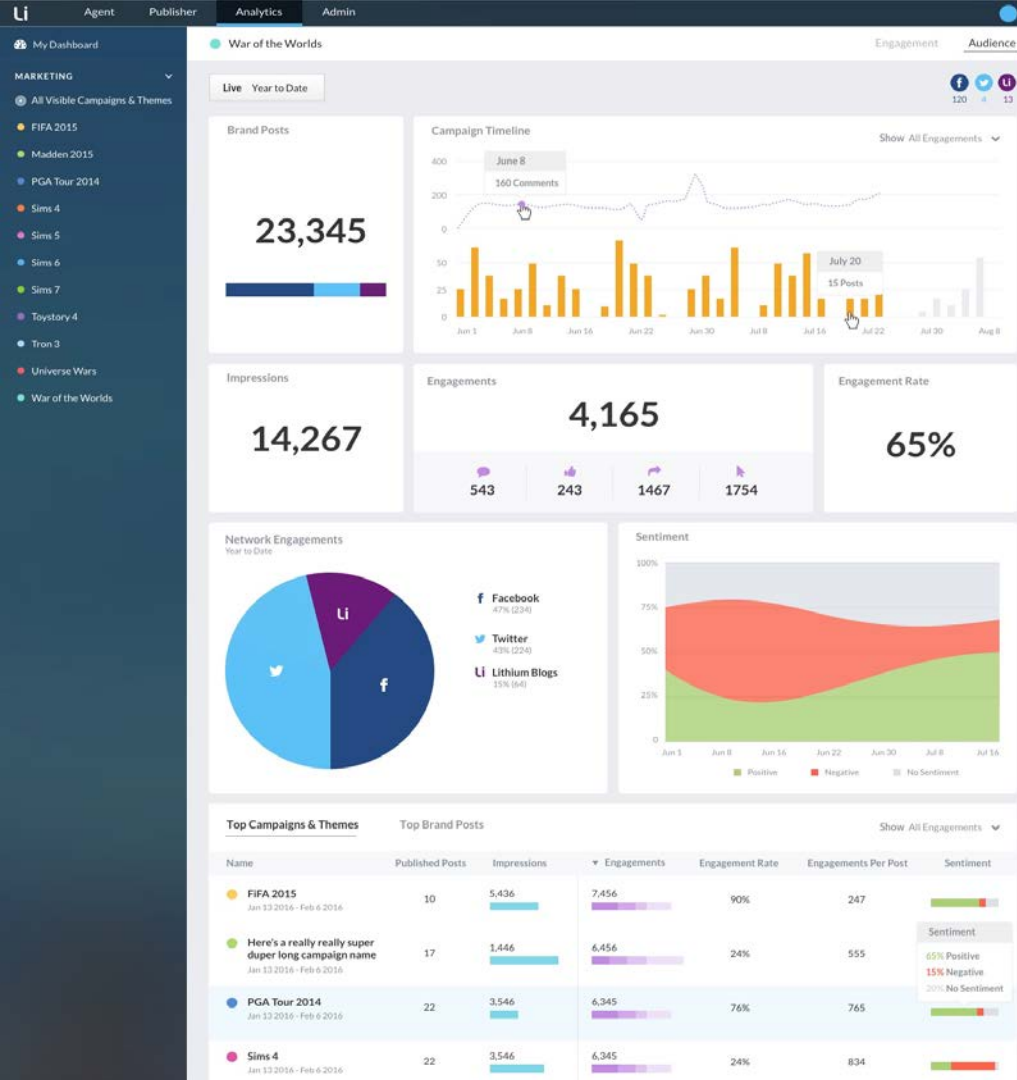 Li Agent Publisher Analytics Admin
My Dashboard
MARKETING
All Visible Campaigns & Themes
FIFA 2015
Madden 2015
PGA Tour 2014
Sims 4
Sims 5
Sims 6
Sims 7
Toystory 4
Tron 3
Universe Wars
War of the Worlds
War of the Worlds
Engagement Audience
Live Year to Date
120 4 13
Brand Posts
23,345
Campaign Timeline
Show All Engagements
400
200
0
June 8
160 Comments
50
25
0
July 20
15 Posts
Jun 1 Jun 8 Jun 16 Jun 22 Jun 30 Jul 8 Jul 16 Jul 22 Jul 30 Aug 8
Impressions
14,267
Engagements
4,165
543 243 1467 1754
Engagement Rate
65%
Network Engagements
Year to Date
Li
f
f Facebook
47% (234)
Twitter
43% (224)
Li Lithium Blogs
15% (64)
Sentiment
100%
75%
50%
25%
0
Jun 1 Jun 8 Jun 16 Jun 22 Jun 30 Jul 8 Jul 16
Positive Negative No Sentiment
Top Campaigns & Themes Top Brand Posts
Show All Engagements
Name Published Posts Impressions Engagements Engagement Rate Engagements Per Post Sentiment
FiFA 2015
Jan 13 2016 - Feb 6 2016
10 5,436 7,456 90% 247
Here's a really really super
duper long campaign name
Jan 13 2016 - Feb 6 2016
17 1,446 6,456 24% 555
Sentiment
65% Positive
15% Negative
20% No Sentiment
PGA Tour 2014
Jan 13 2016 - Feb 6 2016
22 3,546 6,345 76% 765
Sims 4
Jan 13 2016 - Feb 6 2016
22 3,546 6,345 24% 834